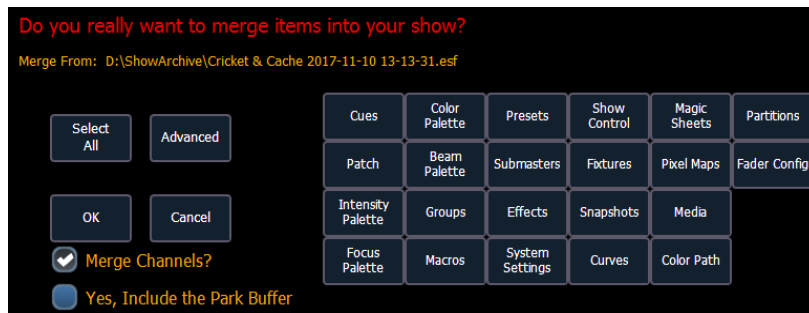 Do you really want to merge items into your show?
Merge From: D:\ShowArchive\Cricket & Cache 2017-11-10 13-13-31.esf
Select
All
Advanced
OK
Cancel
Merge Channels?
Yes, Include the Park Buffer
Cues
Color
Palette
Presets
Show
Control
Magic
Sheets
Partitions
Patch
Beam
Palette
Submasters
Fixtures
Pixel Maps
Fader Config
Intensity
Palette
Groups
Effects
Snapshots
Media
Focus
Palette
Macros
System
Settings
Curves
Color Path